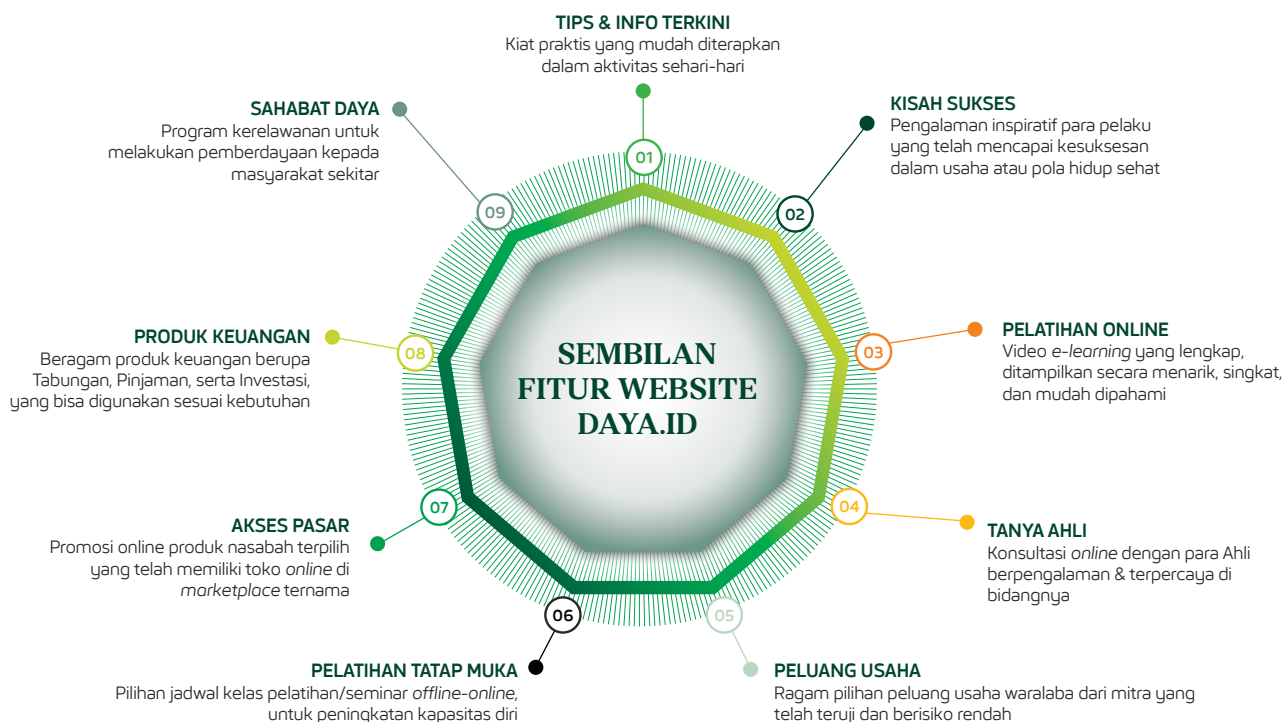 TIPS & INFO TERKINI
Kiat praktis yang mudah diterapkan
dalam aktivitas sehari-hari
01
KISAH SUKSES
Pengalaman inspiratif para pelaku
yang telah mencapai kesuksesan
dalam usaha atau pola hidup sehat
02
PELATIHAN ONLINE
Video e-learning yang lengkap,
ditampilkan secara menarik, singkat,
dan mudah dipahami
03
TANYA AHLI
Konsultasi online dengan para Ahli
berpengalaman & terpercaya di
bidangnya
04
PELUANG USAHA
Ragam pilihan peluang usaha waralaba dari mitra yang
telah teruji dan berisiko rendah
05
PELATIHAN TATAP MUKA
Pilihan jadwal kelas pelatihan/seminar offline-online,
untuk peningkatan kapasitas diri
06
AKSES PASAR
Promosi online produk nasabah terpilih
yang telah memiliki toko online di
marketplace ternama
07
PRODUK KEUANGAN
Beragam produk keuangan berupa
Tabungan, Pinjaman, serta Investasi,
yang bisa digunakan sesuai kebutuhan
08
SAHABAT DAYA
Program kerelawanan untuk
melakukan pemberdayaan kepada
masyarakat sekitar
09
SEMBILAN
FITUR WEBSITE
DAYA.ID